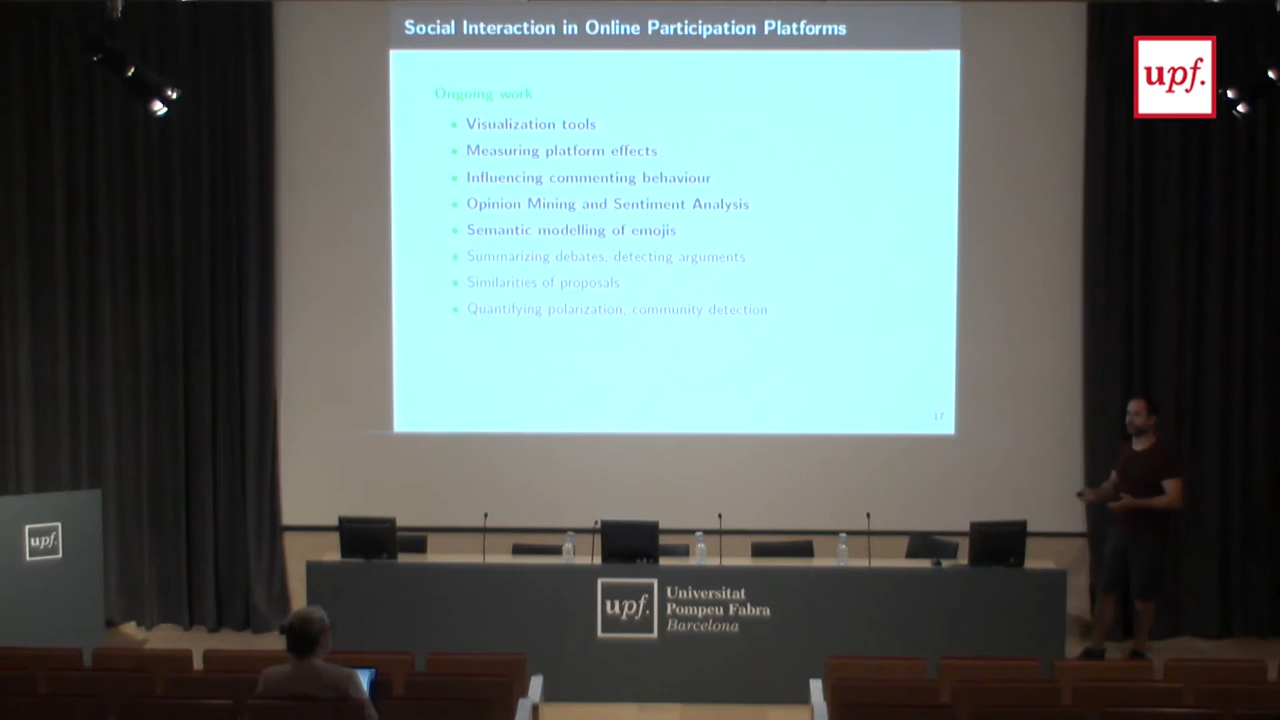 Social Interaction in Online Participation Platforms
upf.
Ongoing work
Visualization tools
Measuring platform effects
Influencing commenting behaviour
Opinion Mining and Sentiment Analysis
Semantic modelling of emojis
Summarizing debates, detecting arguments
Similarities of proposals
Quantifying polarization, community detection
17
upf.
upf.
Universitat
Pompeu Fabra
Barcelona